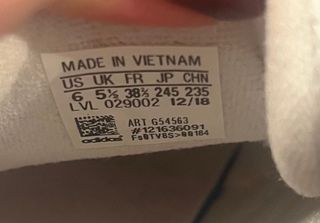 MADE IN VIETNAM
US UK FR JP CHN
6 5½ 38⅔ 245 235
LVL 029002 12/18
ART G54563
#121636091
adidas